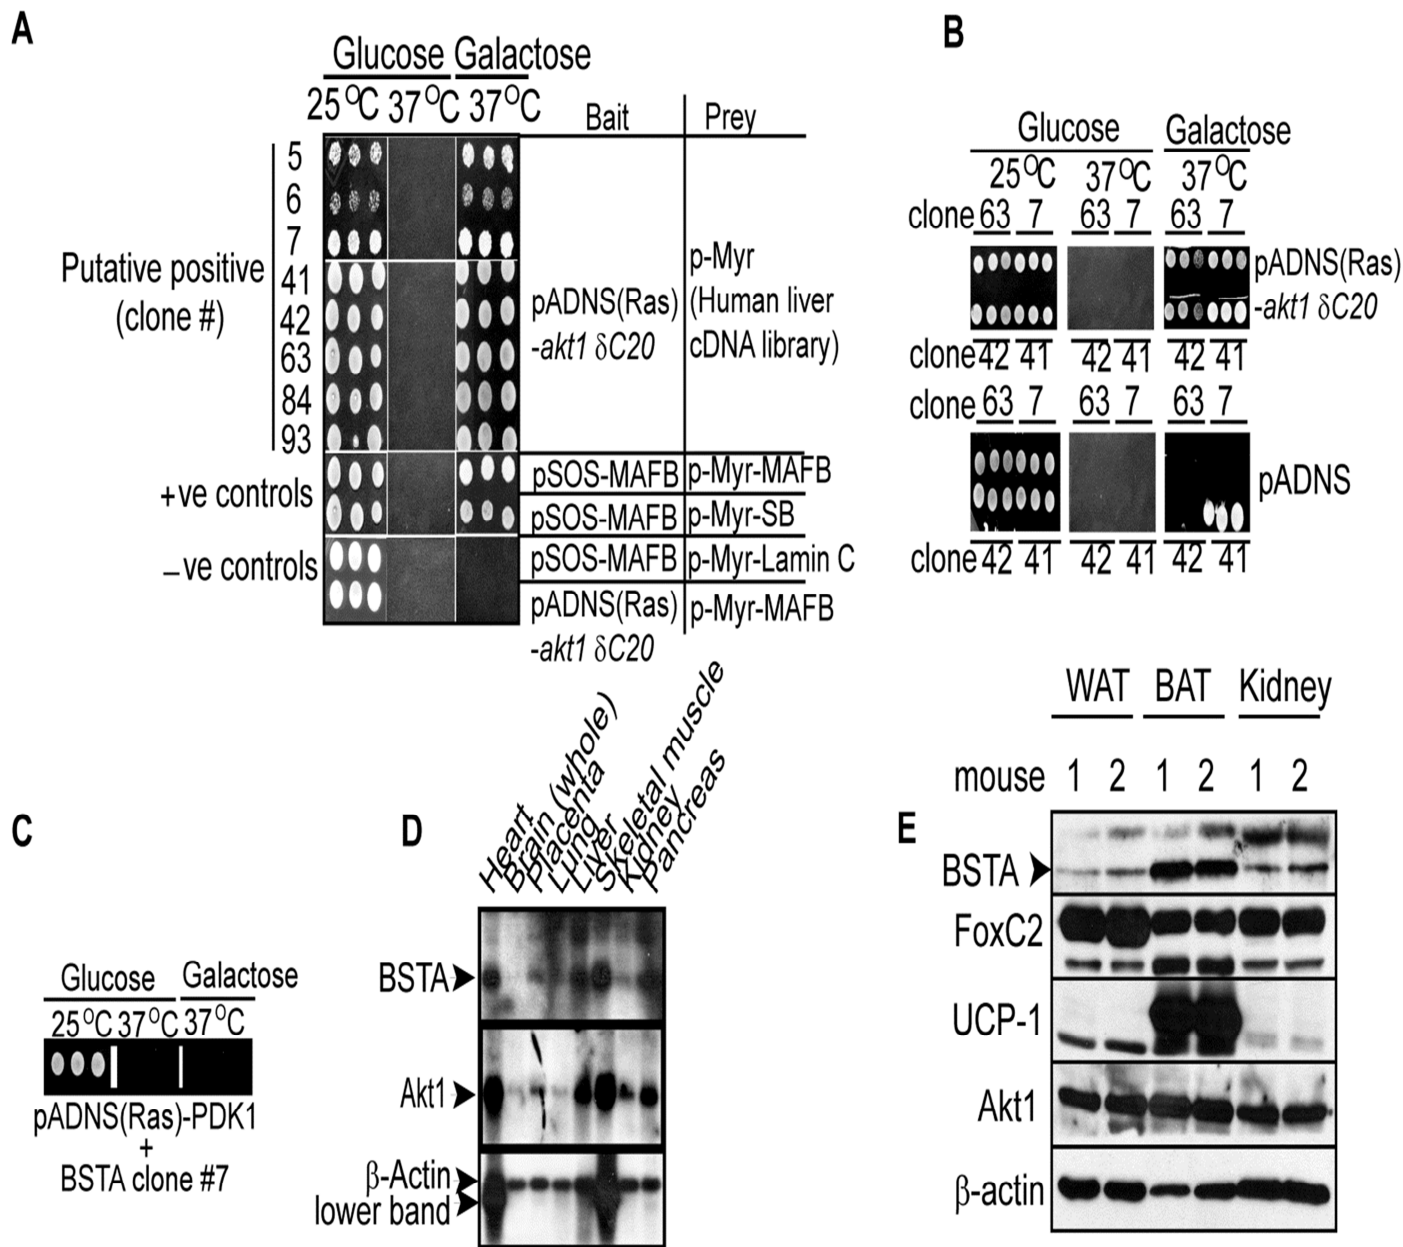 A
Glucose Galactose
25°C 37°C 37°C
Bait Prey
Putative positive
(clone #)
5
6
7
41
42
63
84
93
pADNS(Ras)
-akt1 δC20
p-Myr
(Human liver
cDNA library)
+ve controls
pSOS-MAFB p-Myr-MAFB
pSOS-MAFB p-Myr-SB
–ve controls
pSOS-MAFB p-Myr-Lamin C
pADNS(Ras) p-Myr-MAFB
-akt1 δC20
B
Glucose Galactose
25°C 37°C 37°C
clone 63 7 63 7 63 7
pADNS(Ras)
-akt1 δC20
clone 42 41 42 41 42 41
clone 63 7 63 7 63 7
pADNS
clone 42 41 42 41 42 41
C
Glucose Galactose
25°C 37°C 37°C
pADNS(Ras)-PDK1
+
BSTA clone #7
D
Heart
Brain (whole)
Placenta
Lung
Liver
Skeletal muscle
Kidney
Pancreas
BSTA
Akt1
β-Actin
lower band
E
WAT BAT Kidney
mouse 1 2 1 2 1 2
BSTA
FoxC2
UCP-1
Akt1
β-actin